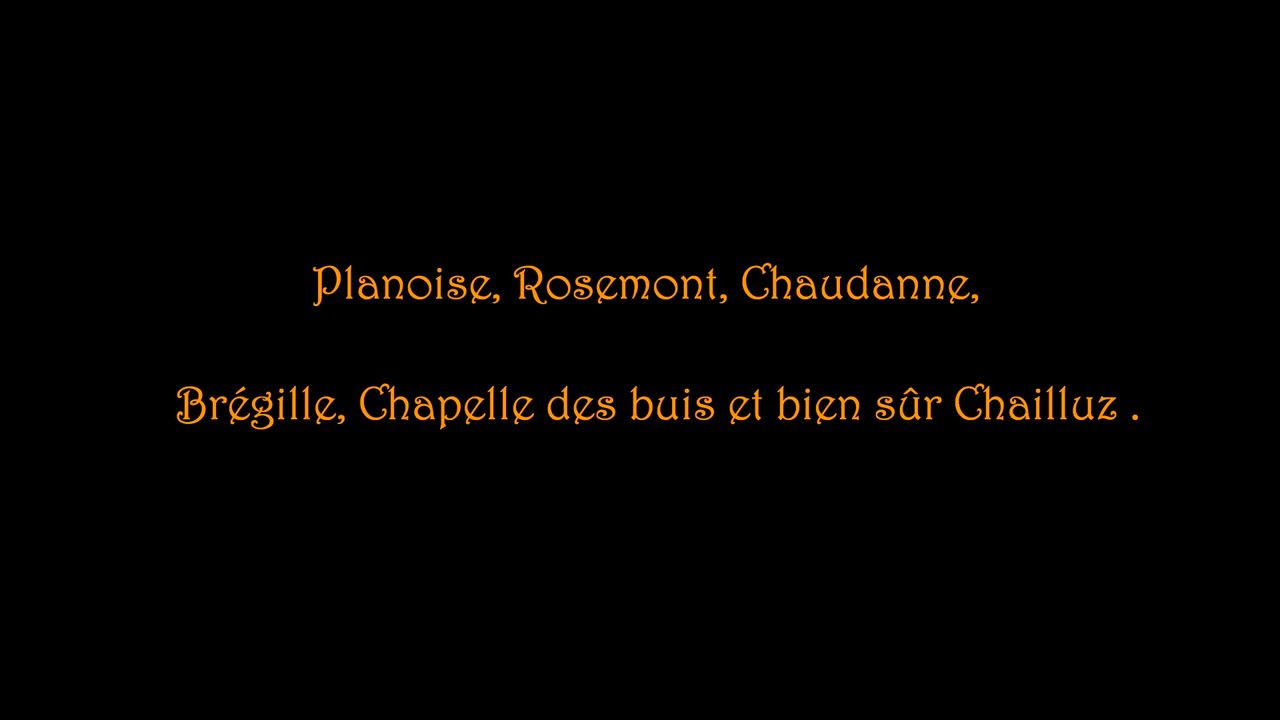 Planoise, Rosemont, Chaudanne,
Brégille, Chapelle des buis et bien sûr Chailluz .